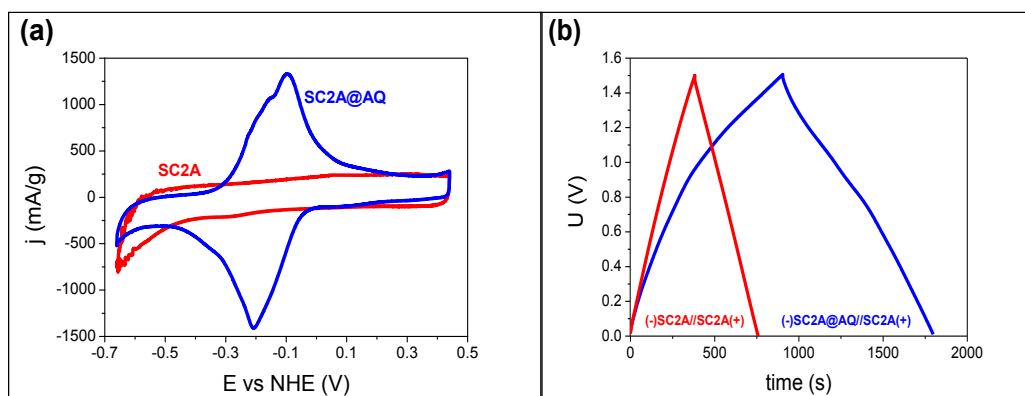 (a)
1500
1000
500
0
-500
-1000
-1500
j (mA/g)
SC2A@AQ
SC2A
-0.7 -0.5 -0.3 -0.1 0.1 0.3 0.5
E vs NHE (V)
(b)
1.6
1.4
1.2
1.0
0.8
0.6
0.4
0.2
0.0
U (V)
(-)SC2A//SC2A(+) (-)SC2A@AQ//SC2A(+)
0 500 1000 1500 2000
time (s)